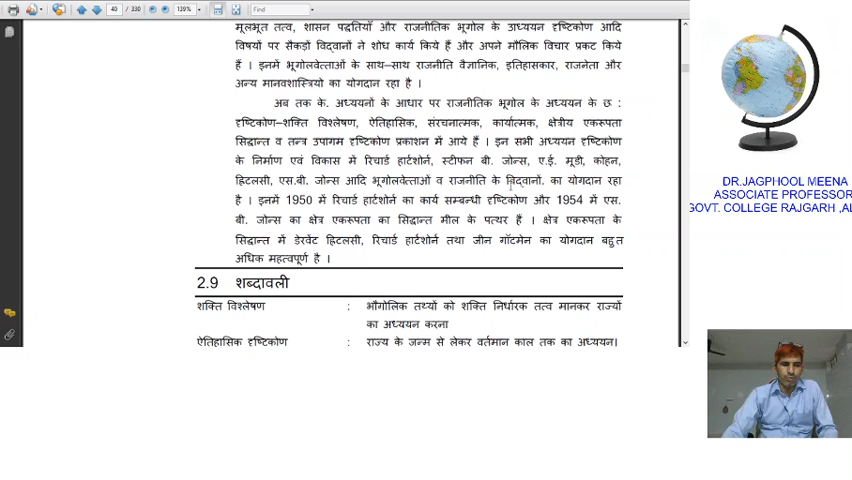 40 / 330
139%
Find
मूलभूत तत्व, शासन पद्धतियाँ और राजनीतिक भूगोल के उाध्ययन दृष्टिकोण आदि
विषयों पर सैकड़ों विद्वानों ने शोध कार्य किये हैं और अपने मौलिक विचार प्रकट किये
हैं । इनमें भूगोलवेत्ताओं के साथ–साथ राजनीति वैज्ञानिक, इतिहासकार, राजनेता और
अन्य मानवशास्त्रियो का योगदान रहा है ।
अब तक के. अध्ययनों के आधार पर राजनीतिक भूगोल के अध्ययन के छ :
दृष्टिकोण–शक्ति विश्लेषण, ऐतिहासिक, संरचनात्मक, कार्यात्मक, क्षेत्रीय एकरूपता
सिद्धान्त व तन्त्र उपागम दृष्टिकोण प्रकाशन में आये हैं । इन सभी अध्ययन दृष्टिकोण
के निर्माण एवं विकास में रिचार्ड हार्टशोर्न, स्टीफन बी. जोन्स, ए.ई. मूडी, कोहन,
ह्रिटलसी, एस.बी. जोन्स आदि भूगोलवेत्ताओं व राजनीति के विद्वानों. का योगदान रहा
है । इनमें 1950 में रिचार्ड हार्टशोर्न का कार्य सम्बन्धी दृष्टिकोण और 1954 में एस.
बी. जोन्स का क्षेत्र एकरूपता का सिद्धान्त मील के पत्थर हैं । क्षेत्र एकरूपता के
सिद्धान्त में डेरवेंट ह्रिटलसी, रिचार्ड हार्टशोर्न तथा जीन गॉटमेन का योगदान बहुत
अधिक महत्वपूर्ण है ।
2.9 शब्दावली
शक्ति विश्लेषण : भौगोलिक तथ्यों को शक्ति निर्धारक तत्व मानकर राज्यों
का अध्ययन करना
ऐतिहासिक दृष्टिकोण : राज्य के जन्म से लेकर वर्तमान काल तक का अध्ययन।
DR.JAGPHOOL MEENA
ASSOCIATE PROFESSOR
GOVT. COLLEGE RAJGARH ,AL